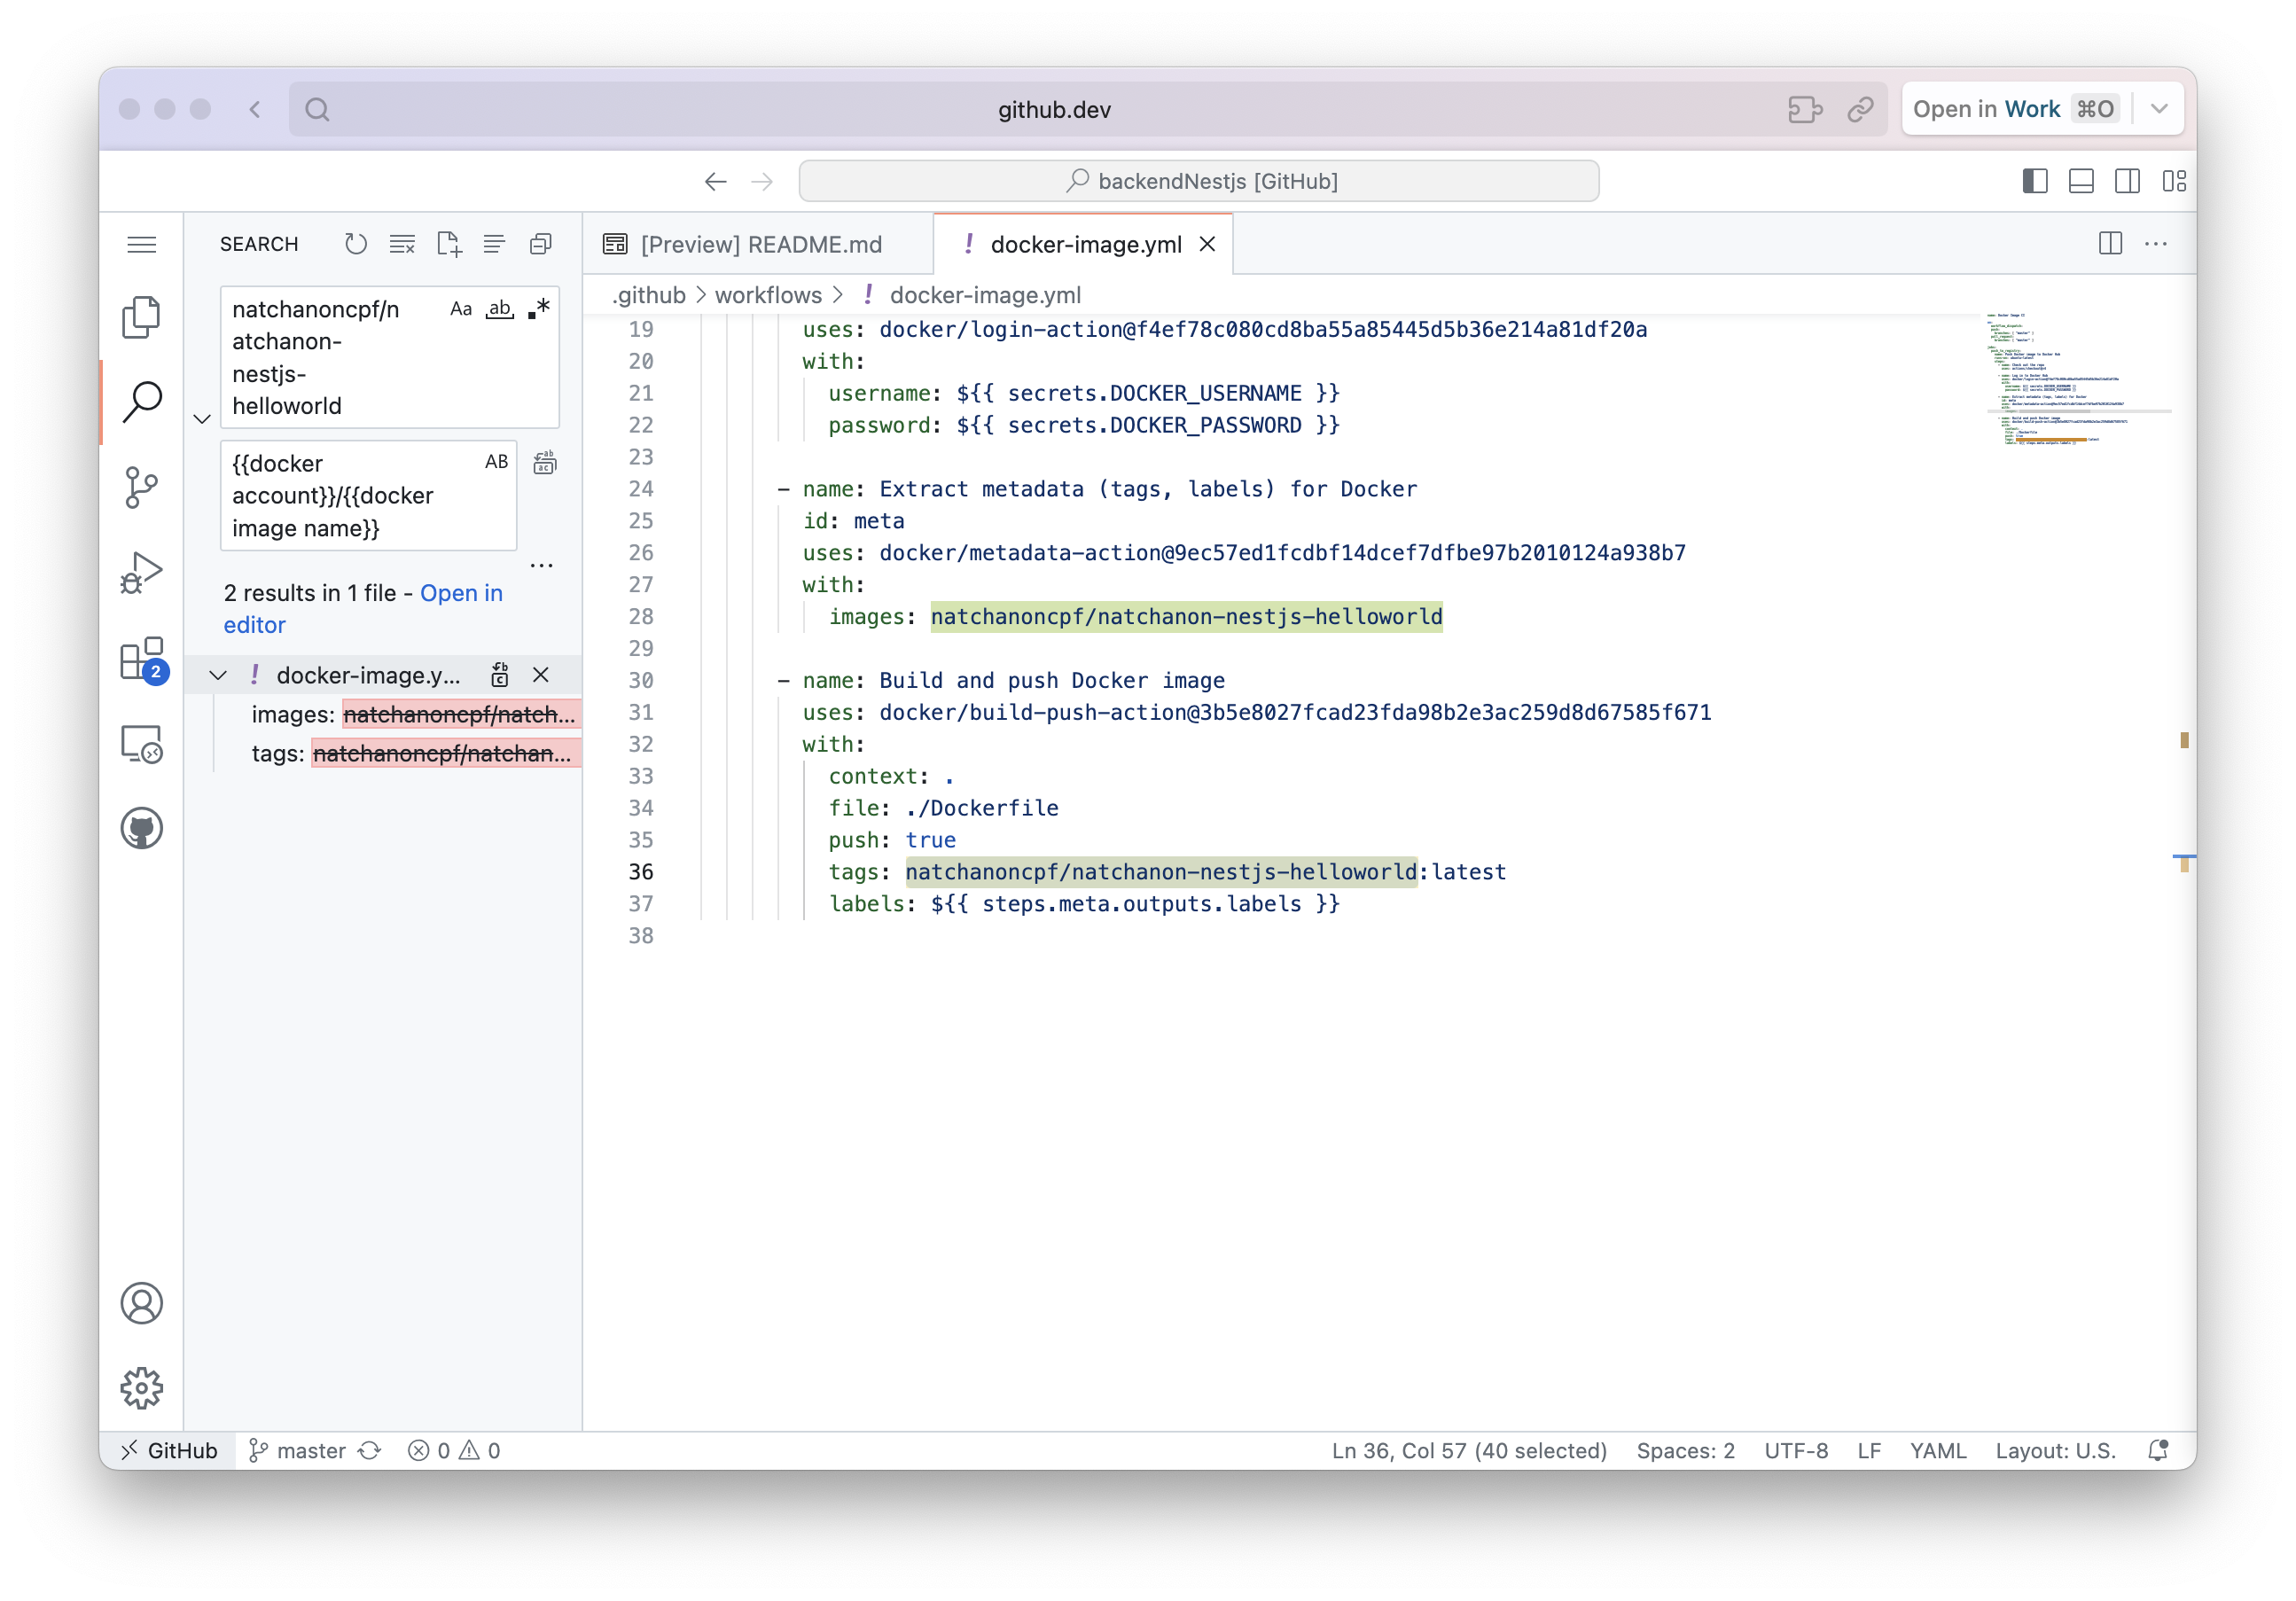 github.dev
Open in Work ⌘O
backendNestjs [GitHub]
SEARCH
natchanoncpf/n
atchanon-
nestjs-
helloworld
Aa ab .*
{{docker
account}}/{{docker
image name}}
AB
2 results in 1 file - Open in
editor
docker-image.y...
images: natchanoncpf/natch...
tags: natchanoncpf/natchan...
2
[Preview] README.md
! docker-image.yml
.github > workflows > ! docker-image.yml
19 uses: docker/login-action@f4ef78c080cd8ba55a85445d5b36e214a81df20a
20 with:
21 username: ${{ secrets.DOCKER_USERNAME }}
22 password: ${{ secrets.DOCKER_PASSWORD }}
23
24 - name: Extract metadata (tags, labels) for Docker
25 id: meta
26 uses: docker/metadata-action@9ec57ed1fcdbf14dcef7dfbe97b2010124a938b7
27 with:
28 images: natchanoncpf/natchanon-nestjs-helloworld
29
30 - name: Build and push Docker image
31 uses: docker/build-push-action@3b5e8027fcad23fda98b2e3ac259d8d67585f671
32 with:
33 context: .
34 file: ./Dockerfile
35 push: true
36 tags: natchanoncpf/natchanon-nestjs-helloworld:latest
37 labels: ${{ steps.meta.outputs.labels }}
38
GitHub master 0 0 Ln 36, Col 57 (40 selected) Spaces: 2 UTF-8 LF YAML Layout: U.S.